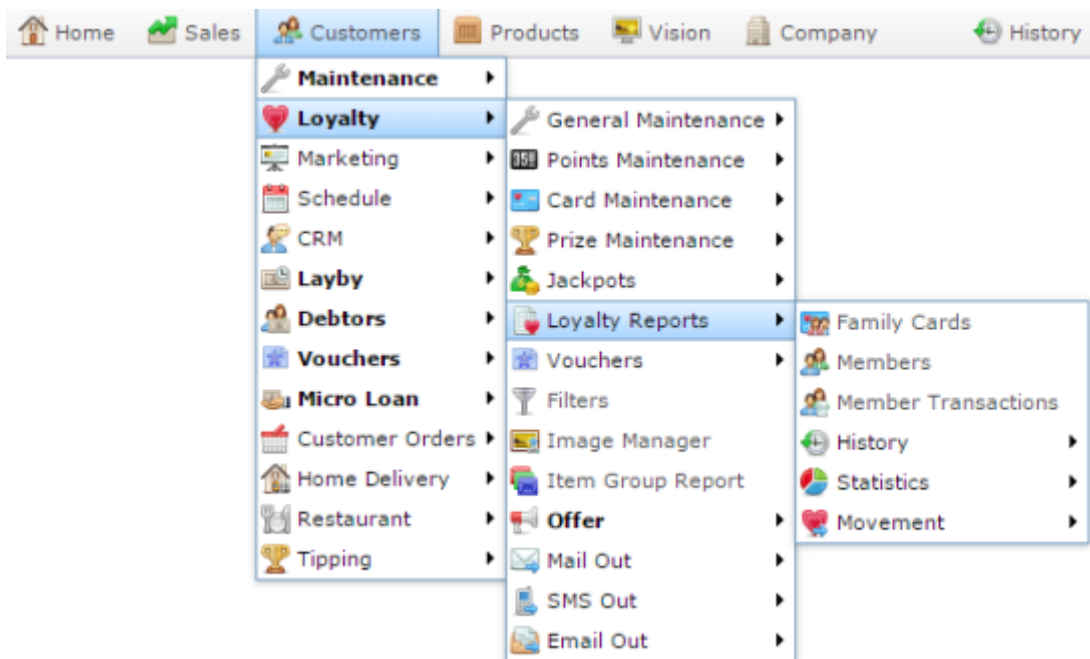 Home Sales Customers Products Vision Company History
Maintenance
Loyalty
Marketing
Schedule
CRM
Layby
Debtors
Vouchers
Micro Loan
Customer Orders
Home Delivery
Restaurant
Tipping
General Maintenance
Points Maintenance
Card Maintenance
Prize Maintenance
Jackpots
Loyalty Reports
Vouchers
Filters
Image Manager
Item Group Report
Offer
Mail Out
SMS Out
Email Out
Family Cards
Members
Member Transactions
History
Statistics
Movement